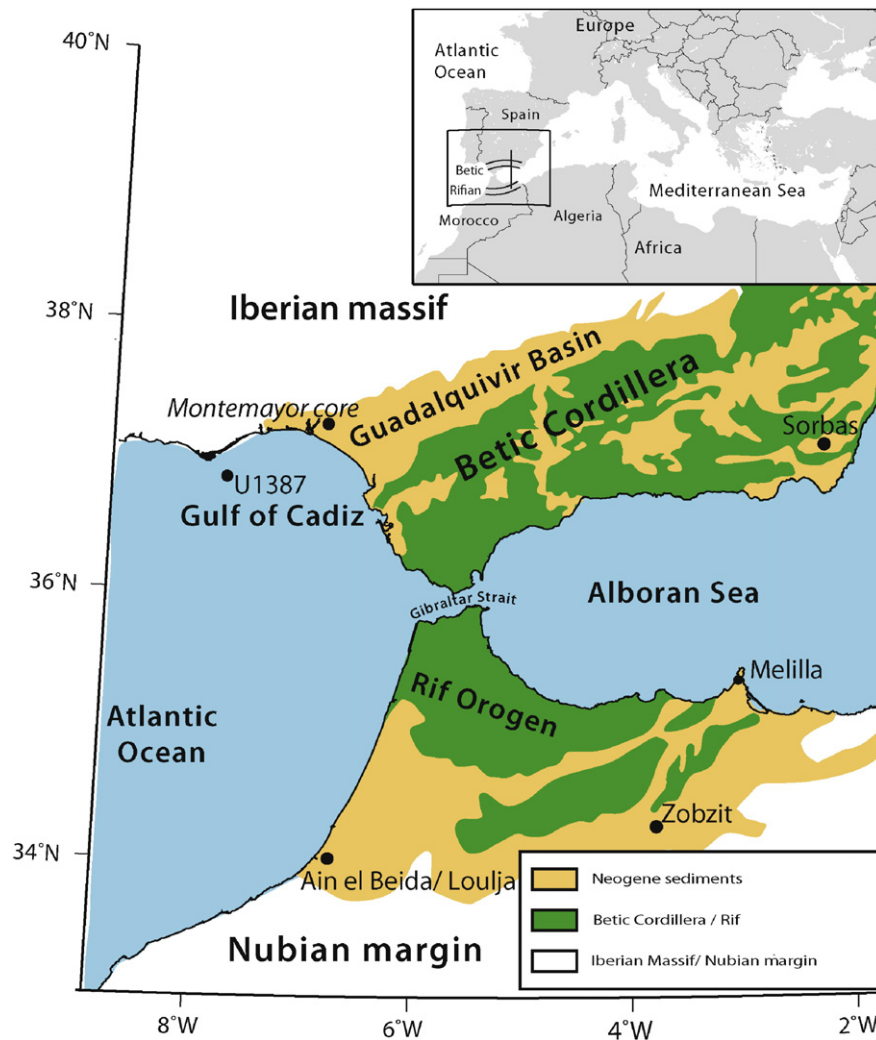 40°N
Europe
Atlantic
Ocean
Spain
Betic
Rifian
Mediterranean Sea
Morocco
Algeria
Africa
38°N
Iberian massif
Guadalquivir Basin
Betic Cordillera
Montemayor core
Sorbas
U1387
Gulf of Cadiz
36°N
Gibraltar Strait
Alboran Sea
Melilla
Rif Orogen
Atlantic
Ocean
Zobzit
34°N
Ain el Beida/ Loulja
Neogene sediments
Betic Cordillera / Rif
Iberian Massif/ Nubian margin
Nubian margin
8°W
6°W
4°W
2°W